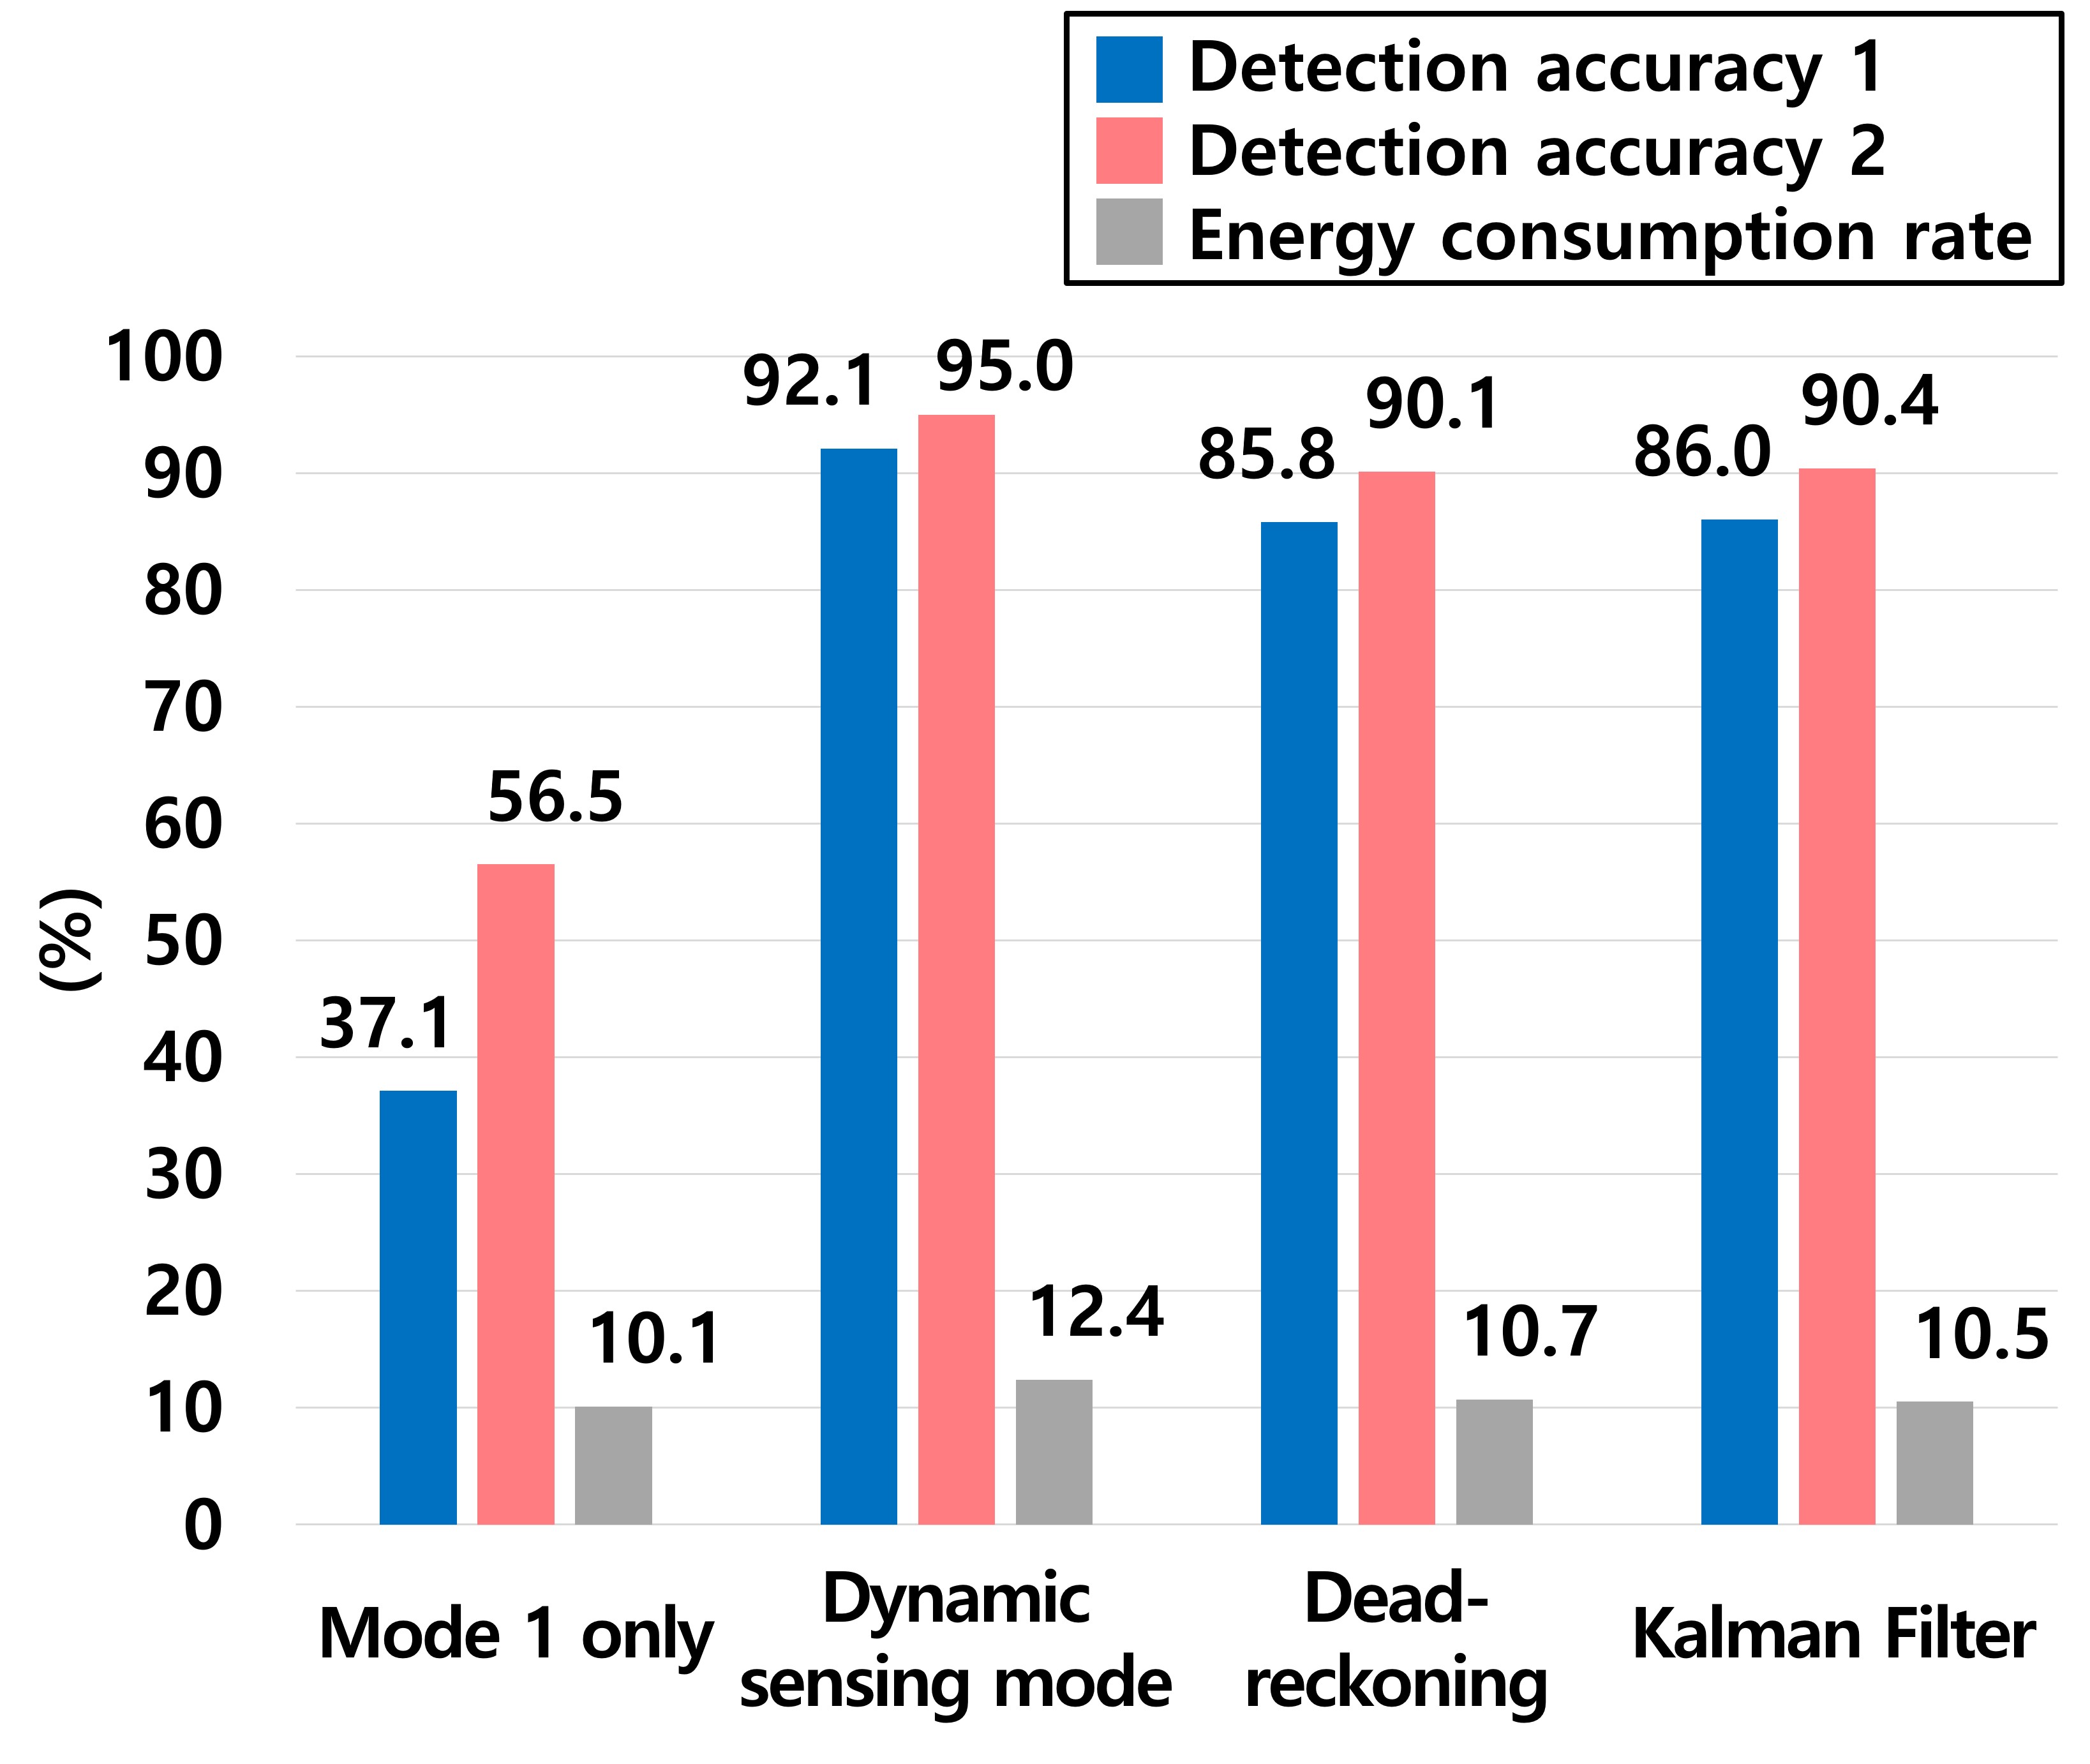 Detection accuracy 1
Detection accuracy 2
Energy consumption rate
100
90
80
70
60
50
40
30
20
10
0
(%)
37.1
56.5
10.1
92.1
95.0
12.4
85.8
90.1
10.7
86.0
90.4
10.5
Mode 1 only
Dynamic
sensing mode
Dead-
reckoning
Kalman Filter